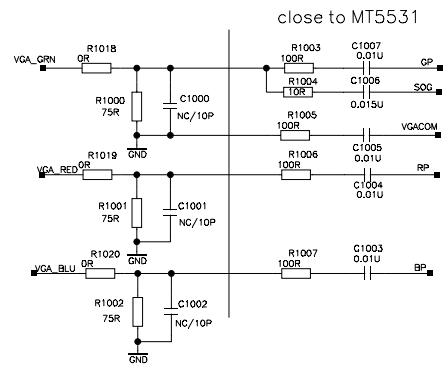 close to MT5531
VGA_GRN
R1018
0R
R1003
100R
C1007
0.01U
GP
R1004
10R
C1006
0.015U
SOG
R1000
75R
C1000
NC/10P
R1005
100R
VGACOM
C1005
0.01U
GND
VGA_RED
R1019
0R
R1006
100R
C1004
0.01U
RP
R1001
75R
C1001
NC/10P
GND
VGA_BLU
R1020
0R
R1007
100R
C1003
0.01U
BP
R1002
75R
C1002
NC/10P
GND